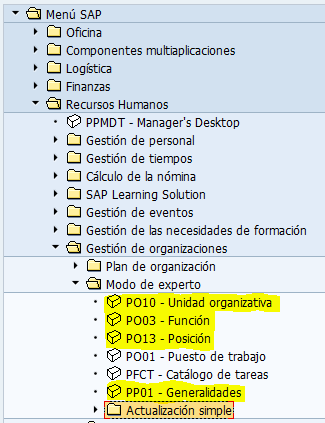 Menú SAP
Oficina
Componentes multiaplicaciones
Logística
Finanzas
Recursos Humanos
PPMDT - Manager's Desktop
Gestión de personal
Gestión de tiempos
Cálculo de la nómina
SAP Learning Solution
Gestión de eventos
Gestión de las necesidades de formación
Gestión de organizaciones
Plan de organización
Modo de experto
PO10 - Unidad organizativa
PO03 - Función
PO13 - Posición
PO01 - Puesto de trabajo
PFCT - Catálogo de tareas
PP01 - Generalidades
Actualización simple